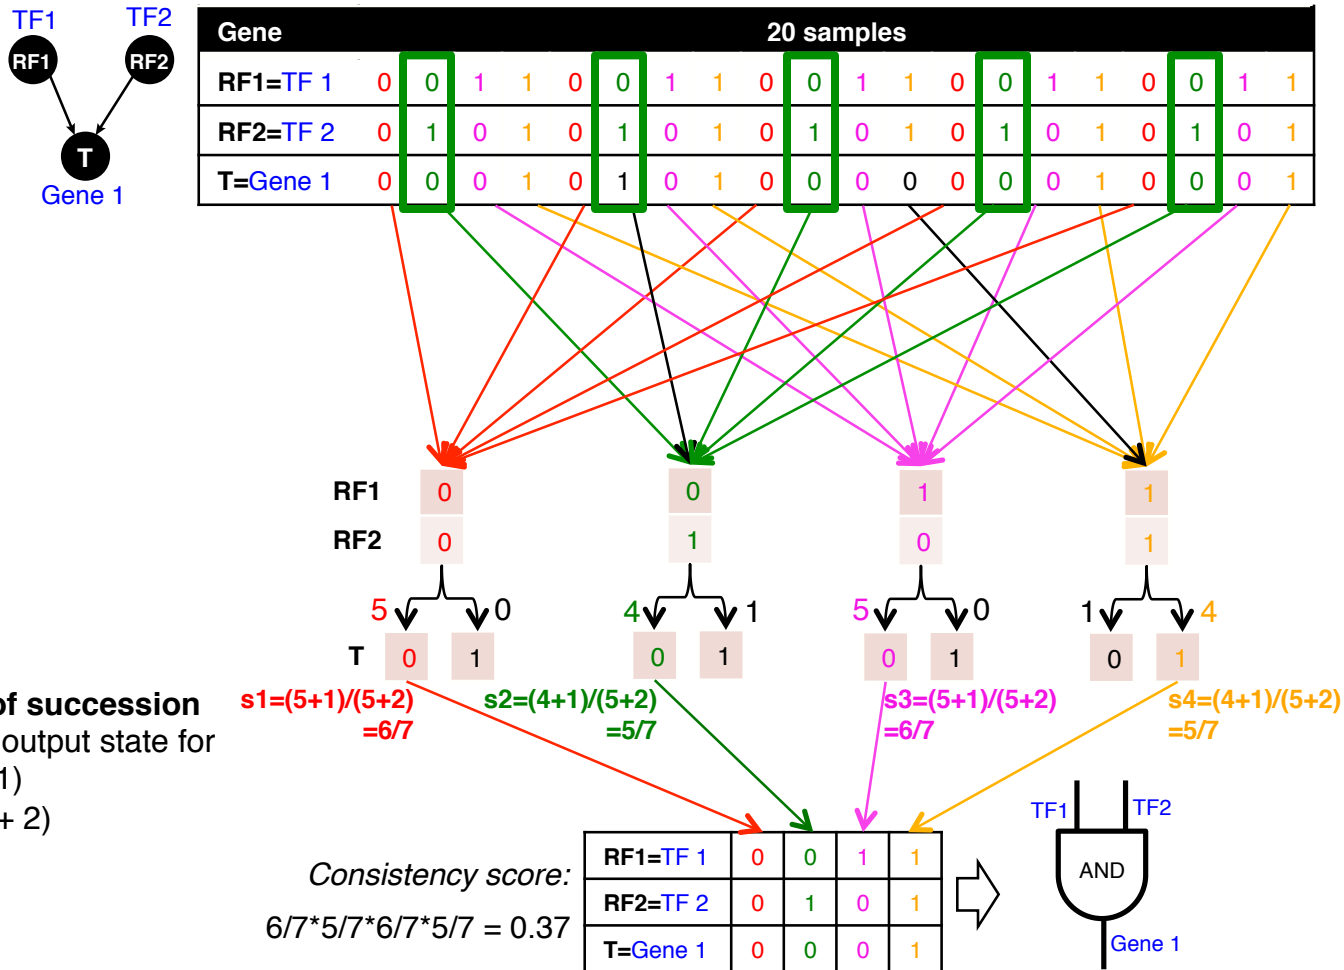 TF1 TF2
RF1 RF2
T
Gene 1
Gene 20 samples
RF1=TF 1 0 0 1 1 0 0 1 1 0 0 1 1 0 0 1 1 0 0 1 1
RF2=TF 2 0 1 0 1 0 1 0 1 0 1 0 1 0 1 0 1 0 1 0 1
T=Gene 1 0 0 0 1 0 1 0 1 0 0 0 0 0 0 0 1 0 0 0 1
RF1 0 0 1 1
RF2 0 1 0 1
5 0 4 1 5 0 1 4
T 0 1 0 1 0 1 0 1
s1=(5+1)/(5+2) s2=(4+1)/(5+2) s3=(5+1)/(5+2) s4=(4+1)/(5+2)
=6/7 =5/7 =6/7 =5/7
of succession
output state for
1)
+ 2)
Consistency score:
6/7*5/7*6/7*5/7 = 0.37
RF1=TF 1 0 0 1 1
RF2=TF 2 0 1 0 1
T=Gene 1 0 0 0 1
TF1 TF2
AND
Gene 1